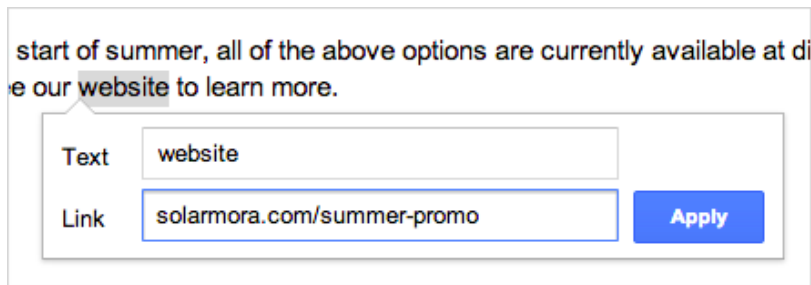 start of summer, all of the above options are currently available at di
e our website to learn more.
Text website
Link solarmora.com/summer-promo Apply